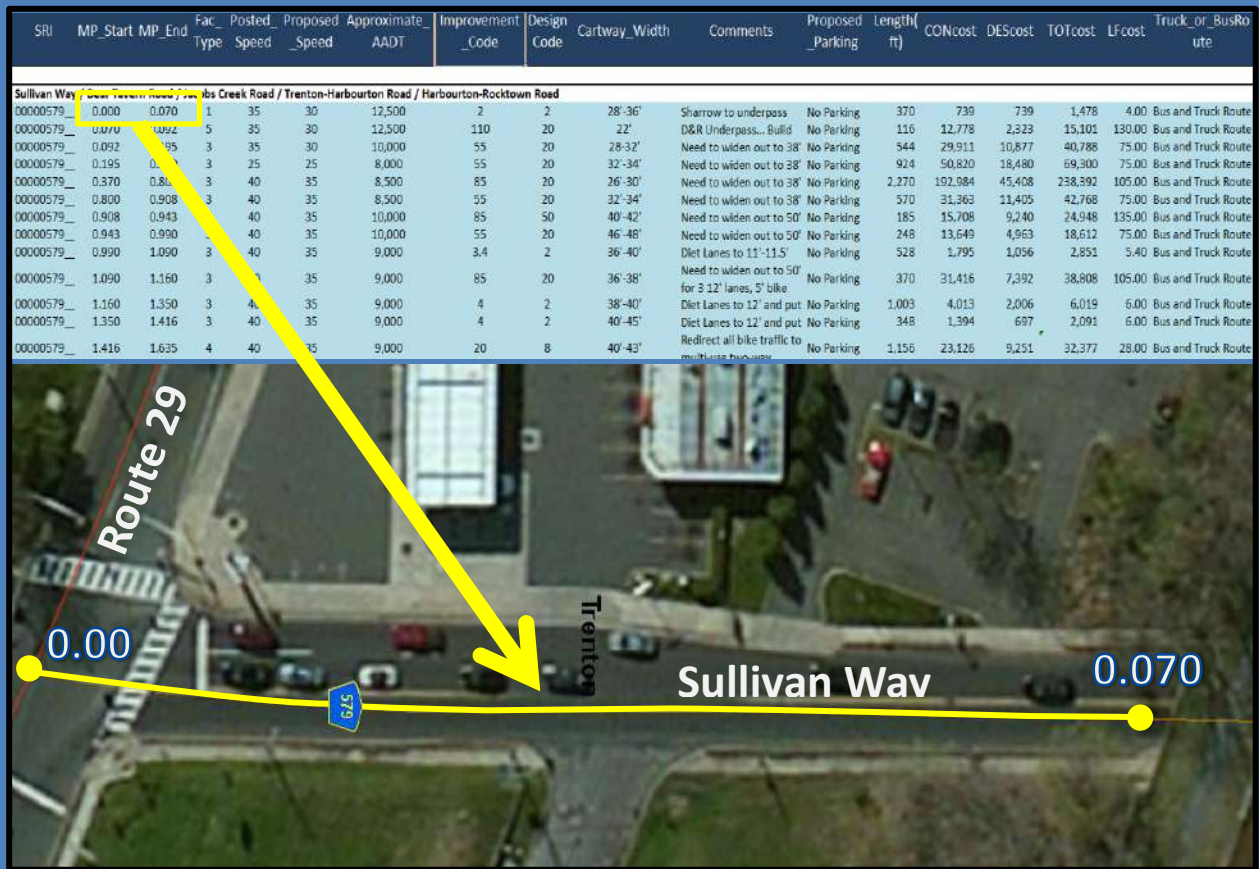 SRI MP_Start MP_End Fac_ Type Posted_ Speed Proposed _Speed Approximate_ AADT Improvement _Code Design Code Cartway_Width Comments Proposed _Parking Length( ft) CONcost DEScost TOTcost LFcost Truck_or_BusRo ute
Sullivan Way / Tavern Road / Creek Road / Trenton-Harbourton Road / Harbourton-Rocktown Road
00000579_ 0.000 0.070 1 35 30 12,500 2 2 28'-36' Sharrow to underpass No Parking 370 739 739 1,478 4.00 Bus and Truck Route
00000579_ 0.070 0.092 5 35 30 12,500 110 20 22' D&R Underpass... Build No Parking 116 12,778 2,323 15,101 130.00 Bus and Truck Route
00000579_ 0.092 3 35 30 10,000 55 20 28-32' Need to widen out to 38' No Parking 544 29,911 10,877 40,788 75.00 Bus and Truck Route
00000579_ 0.195 3 25 25 8,000 55 20 32'-34' Need to widen out to 38' No Parking 924 50,820 18,480 69,300 75.00 Bus and Truck Route
00000579_ 0.370 3 40 35 8,500 85 20 26'-30' Need to widen out to 38' No Parking 2,270 192,984 45,408 238,392 105.00 Bus and Truck Route
00000579_ 0.800 0.908 40 35 8,500 55 20 32'-34' Need to widen out to 38' No Parking 570 31,363 11,405 42,768 75.00 Bus and Truck Route
00000579_ 0.908 0.943 40 35 10,000 85 50 40'-42' Need to widen out to 50' No Parking 185 15,708 9,240 24,948 135.00 Bus and Truck Route
00000579_ 0.943 0.990 40 35 10,000 55 20 46'-48' Need to widen out to 50' No Parking 248 13,649 4,963 18,612 75.00 Bus and Truck Route
00000579_ 0.990 1.090 3 40 35 9,000 3.4 2 36'-40' Diet Lanes to 11'-11.5' No Parking 528 1,795 1,056 2,851 5.40 Bus and Truck Route
00000579_ 1.090 1.160 3 35 9,000 85 20 36'-38' Need to widen out to 50' for 3 12' lanes, 5' bike No Parking 370 31,416 7,392 38,808 105.00 Bus and Truck Route
00000579_ 1.160 1.350 3 35 9,000 4 2 38'-40' Diet Lanes to 12' and put No Parking 1,003 4,013 2,006 6,019 6.00 Bus and Truck Route
00000579_ 1.350 1.416 3 40 35 9,000 4 2 40'-45' Diet Lanes to 12' and put No Parking 348 1,394 697 2,091 6.00 Bus and Truck Route
00000579_ 1.416 1.635 4 40 35 9,000 20 8 40'-43' Redirect all bike traffic to multi-use two-way No Parking 1,156 23,126 9,251 32,377 28.00 Bus and Truck Route
Route 29
0.00
579
Trenton
Sullivan Way
0.070